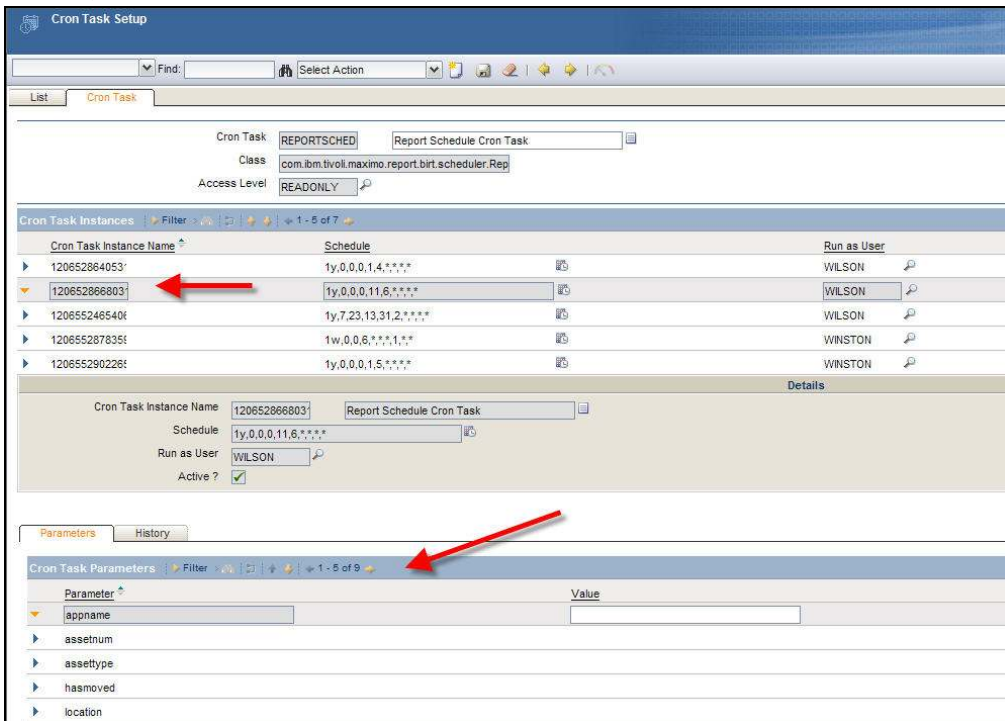 Cron Task Setup
Find: Select Action
List Cron Task
Cron Task REPORTSCHED Report Schedule Cron Task
Class com.ibm.tivoli.maximo.report.birt.scheduler.Rep
Access Level READONLY
Cron Task Instances Filter 1 - 5 of 7
Cron Task Instance Name Schedule Run as User
120652864053 1y,0,0,0,1,4,*,*,*,* WILSON
120652866803 1y,0,0,0,11,6,*,*,*,* WILSON
120655246540 1y,7,23,13,31,2,*,*,*,* WILSON
120655287835 1w,0,0,6,*,*,*,1,*,* WINSTON
120655290226 1y,0,0,0,1,5,*,*,*,* WINSTON
Details
Cron Task Instance Name 120652866803 Report Schedule Cron Task
Schedule 1y,0,0,0,11,6,*,*,*,*
Run as User WILSON
Active ?
Parameters History
Cron Task Parameters Filter 1 - 5 of 9
Parameter Value
appname
assetnum
assettype
hasmoved
location